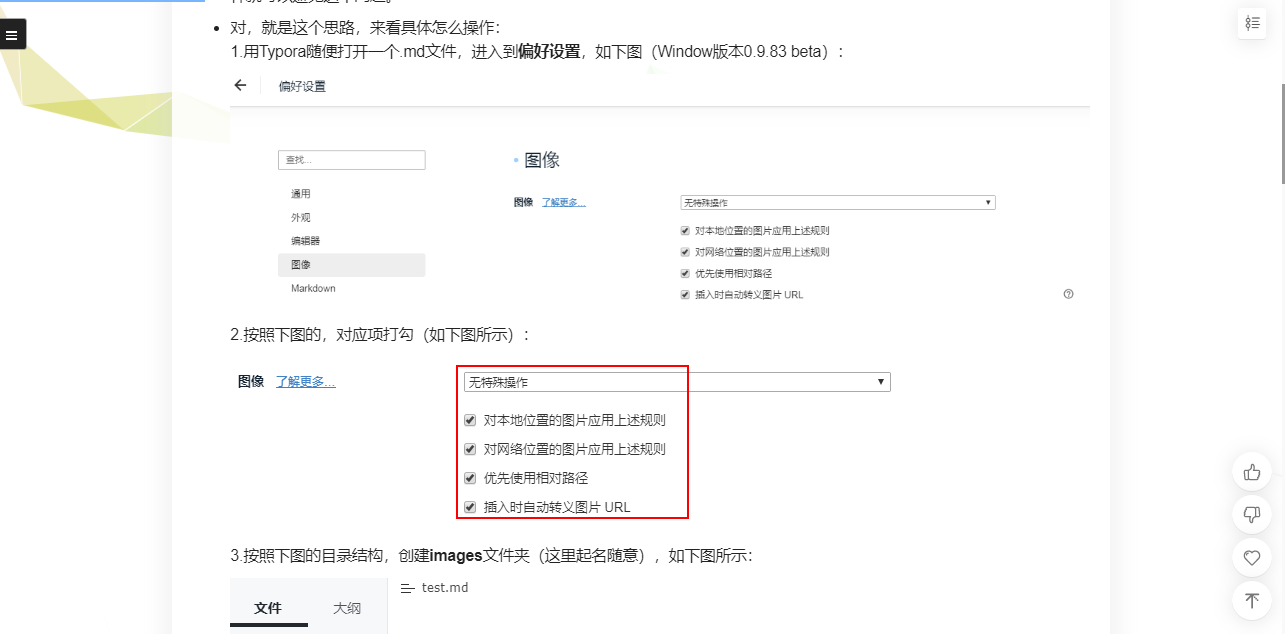 对，就是这个思路，来看具体怎么操作：
1.用Typora随便打开一个.md文件，进入到偏好设置，如下图（Window版本0.9.83 beta）：
偏好设置
查找...
通用
外观
编辑器
图像
Markdown
图像
图像 了解更多... 无特殊操作
对本地位置的图片应用上述规则
对网络位置的图片应用上述规则
优先使用相对路径
插入时自动转义图片 URL
2.按照下图的，对应项打勾（如下图所示）：
图像 了解更多... 无特殊操作
对本地位置的图片应用上述规则
对网络位置的图片应用上述规则
优先使用相对路径
插入时自动转义图片 URL
3.按照下图的目录结构，创建images文件夹（这里起名随意），如下图所示：
test.md
文件 大纲